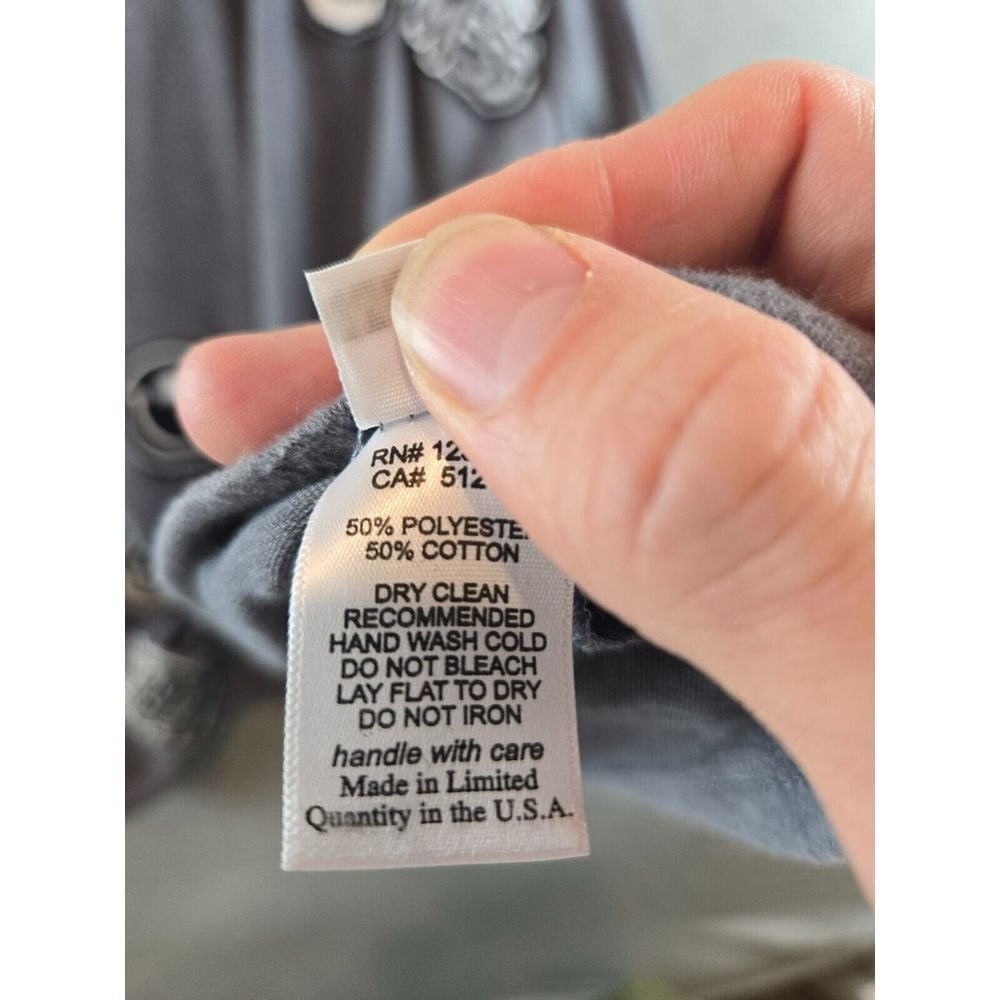 RN# 12
CA# 512
50% POLYESTE
50% COTTON
DRY CLEAN
RECOMMENDED
HAND WASH COLD
DO NOT BLEACH
LAY FLAT TO DRY
DO NOT IRON
handle with care
Made in Limited
Quantity in the U.S.A.